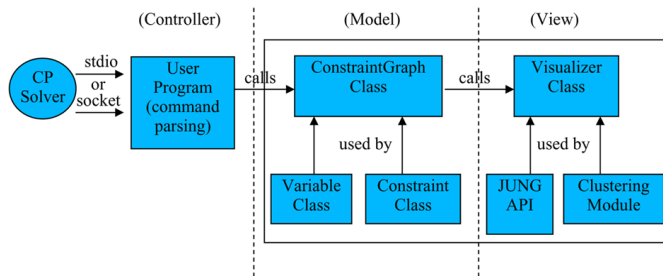 (Controller)
(Model)
(View)
CP
Solver
stdio
or
socket
User
Program
(command
parsing)
calls
ConstraintGraph
Class
calls
Visualizer
Class
used by
used by
Variable
Class
Constraint
Class
JUNG
API
Clustering
Module